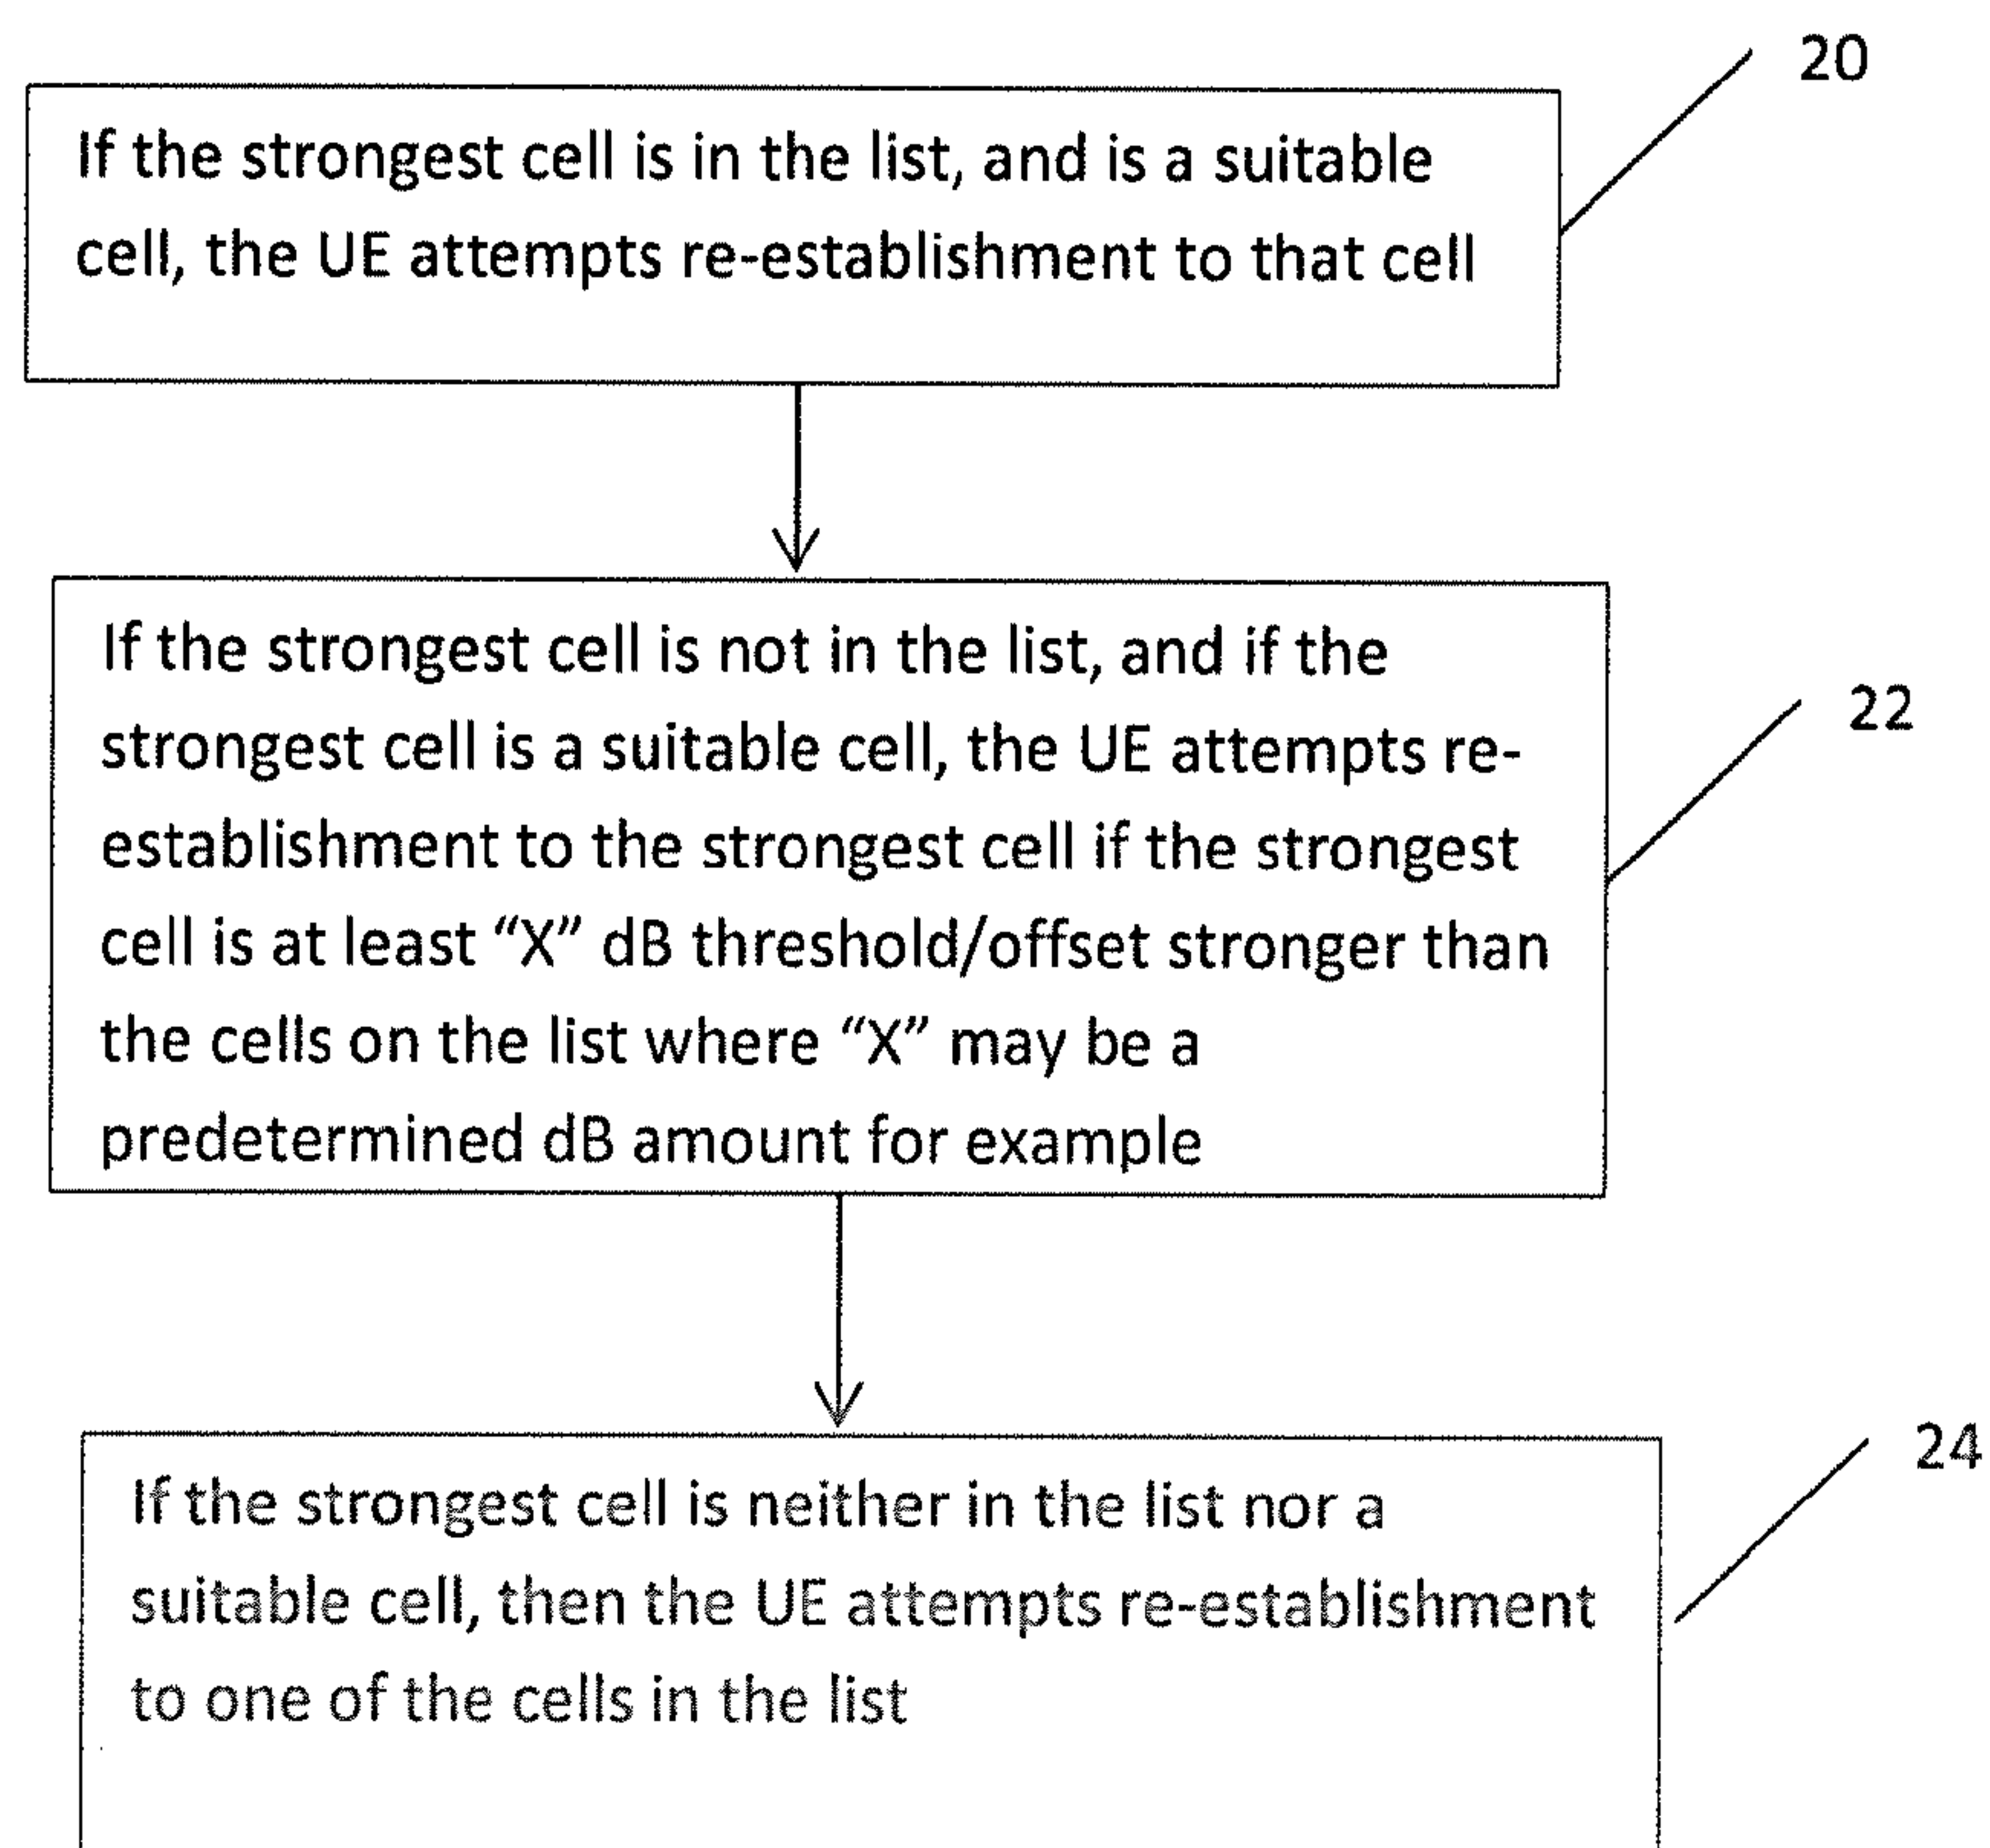 20
If the strongest cell is in the list, and is a suitable
cell, the UE attempts re-establishment to that cell
If the strongest cell is not in the list, and if the
22
strongest cell is a suitable cell, the UE attempts re-
establishment to the strongest cell if the strongest
cell is at least “X” dB threshold/offset stronger than
the cells on the list where “X” may be a
predetermined dB amount for example
24
If the strongest cell is neither in the list nor a
suitable cell, then the UE attempts re-establishment
to one of the cells in the list